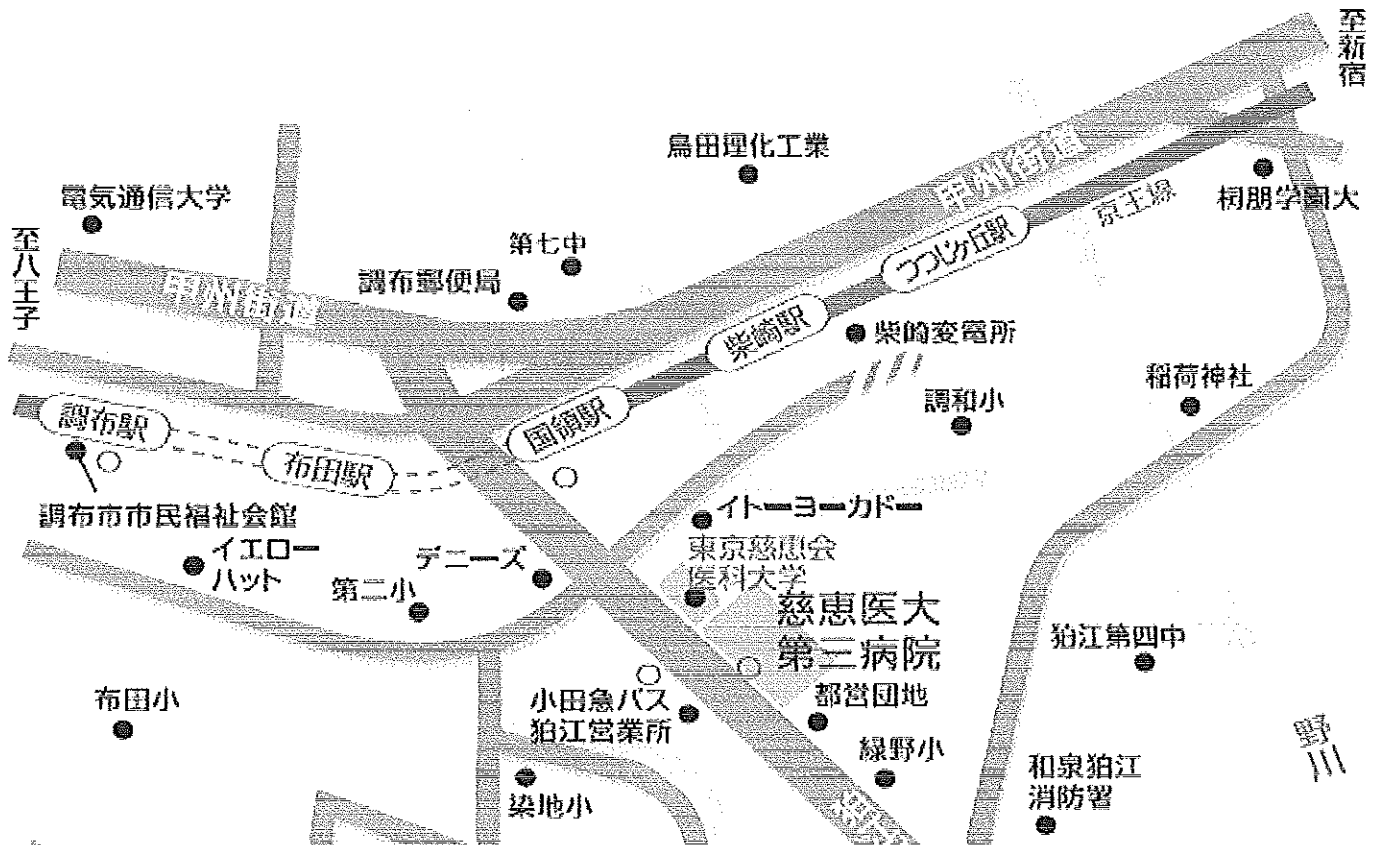 至新宿
鳥田理化工業
甲州街道
電気通信大学
桐朋学園大
京王線
至八王子
第七中
つつじケ丘駅
調布郵便局
甲州街道
柴崎駅
柴崎変電所
稲荷神社
調和小
調布駅
国領駅
布田駅
調布市市民福祉会館
イトーヨーカドー
イエロー
ハット
デニーズ
東京慈恵会
医科大学
第二小
慈恵医大
第三病院
狛江第四中
布田小
小田急バス
狛江営業所
都営団地
緑野小
野川
和泉狛江
消防署
染地小